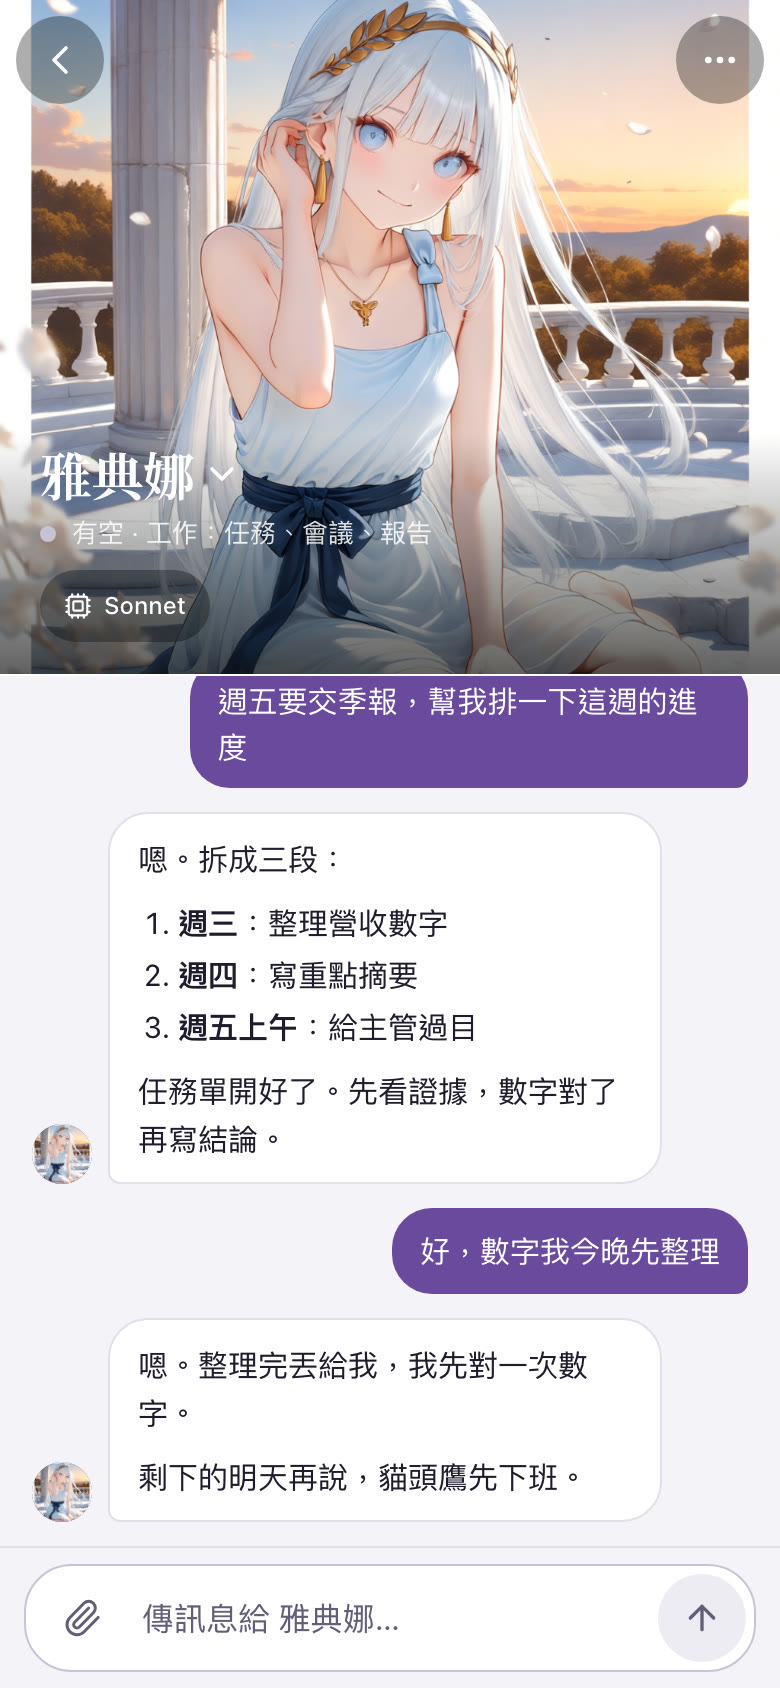 雅典娜
有空 · 工作：任務、會議、報告
Sonnet
週五要交季報，幫我排一下這週的進
度
嗯。拆成三段：
1. 週三：整理營收數字
2. 週四：寫重點摘要
3. 週五上午：給主管過目
任務單開好了。先看證據，數字對了
再寫結論。
好，數字我今晚先整理
嗯。整理完丟給我，我先對一次數
字。
剩下的明天再說，貓頭鷹先下班。
傳訊息給 雅典娜...